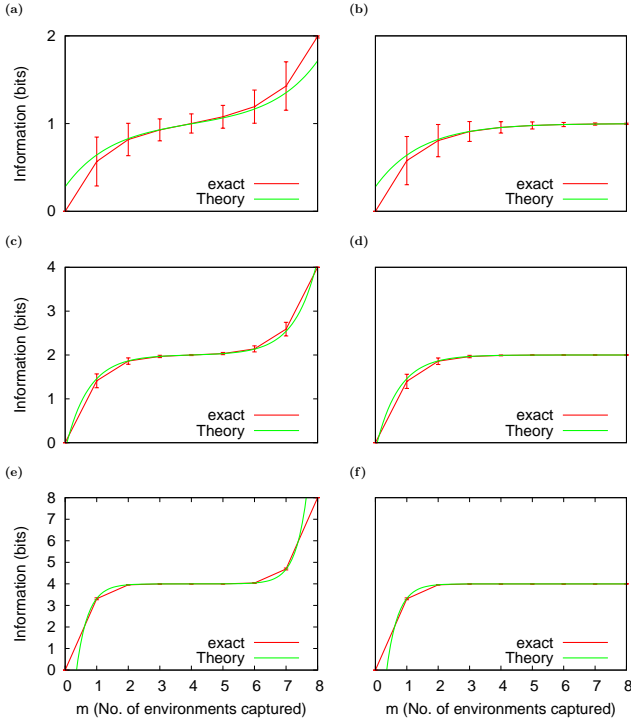 (a)
(b)
2
1
0
Information (bits)
exact
Theory
exact
Theory
(c)
(d)
4
3
2
1
0
Information (bits)
exact
Theory
exact
Theory
(e)
(f)
8
7
6
5
4
3
2
1
0
Information (bits)
exact
Theory
exact
Theory
0 1 2 3 4 5 6 7 8
0 1 2 3 4 5 6 7 8
m (No. of environments captured)
m (No. of environments captured)